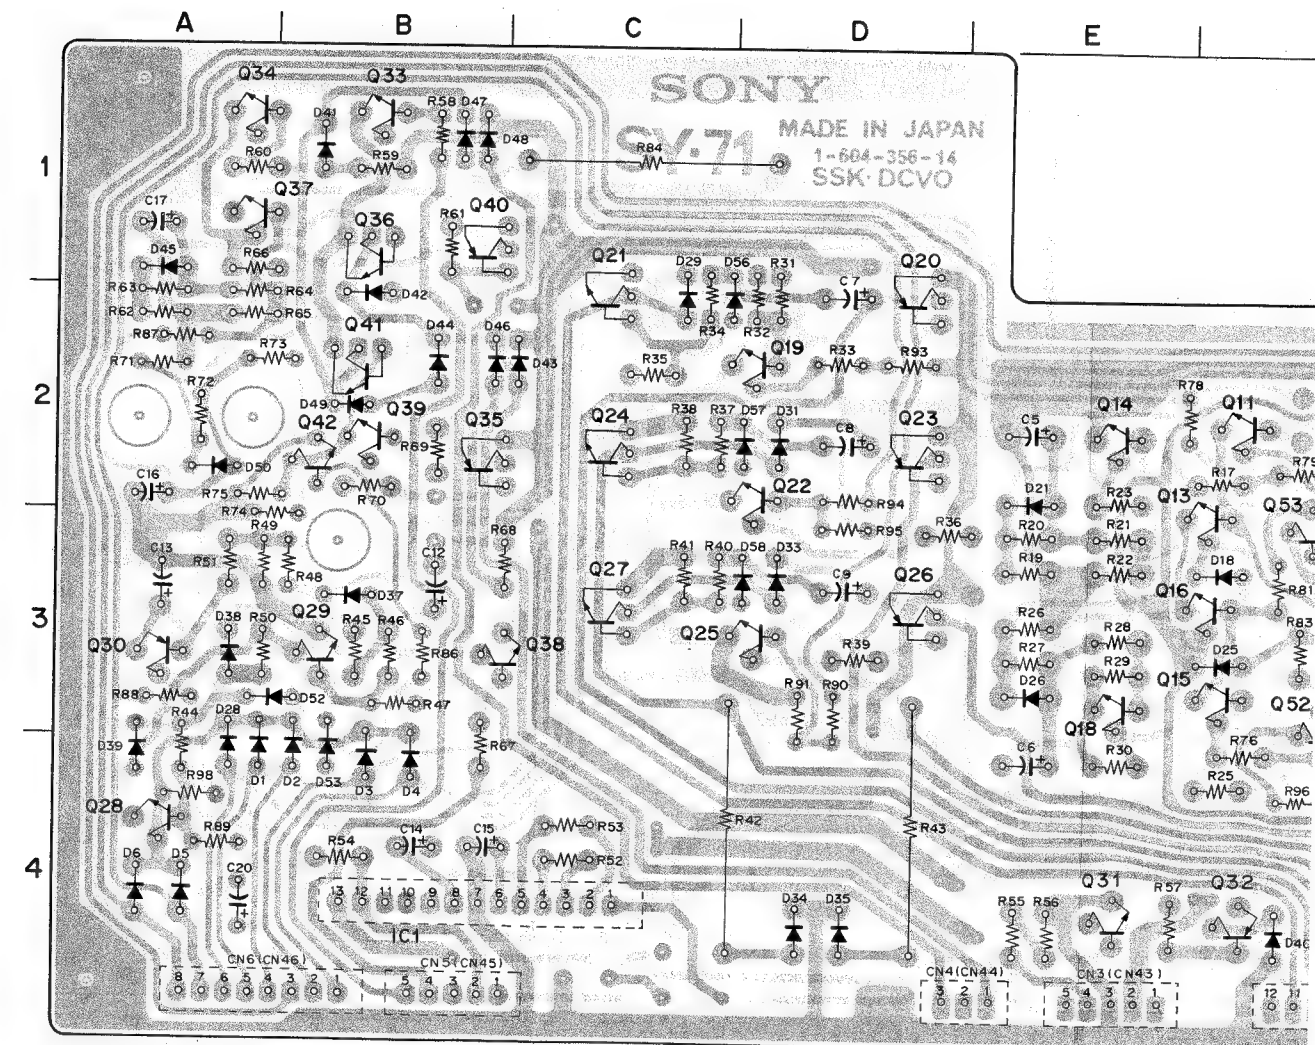 A B C D E
Q34 Q33
D41 R58 D47 D48
SONY
SY-71
MADE IN JAPAN
1-604-356-14
SSK·DCVO
R84
R60 R59
1
Q37
C17 Q36 R61 Q40
D45 R66
Q21 D29 D56 R31 C7 Q20
R63 R64 D42
R62 R65
R87 Q41 D44 D46
R34 R32
R71 R73 D43 R35 Q19 R33 R93
2
R72 D49 Q39
R78
Q42 R69 Q35 Q24 R38 R37 D57 D31 C8 Q23 C5 Q14 Q11
D50
C16 R75 R70
R74
Q22 R94 D21 R23 R17 Q13 R79
Q53
R49 R95 R36 R20 R21
C13 R51 R48 C12 R68
R41 R40 D58 D33 R19 R22 D18
D37 Q27 C9 Q26 Q16 R81
3
Q30 D38 R50 Q29 R45 R46 R86 Q38 Q25 R39
R26 R28 R83
R27 R29 D25
R88 D52 R47 R91 R90 D26 Q15
Q52
R44 D28 Q18
D39 D1 D2 D53 D3 D4 R67
C6 R30 R76
R98 R25
Q28 R96
R89 R54 C14 C15 R53 R42 R43
4
D6 D5 C20 R52
13 12 11 10 9 8 7 6 5 4 3 2 1
IC1
D34 D35 R55 R56 Q31 R57 Q32 D40
CN6(CN46) CN5(CN45) CN4(CN44) CN3(CN43)
8 7 6 5 4 3 2 1
5 4 3 2 1
3 2 1
5 4 3 2 1
12 11